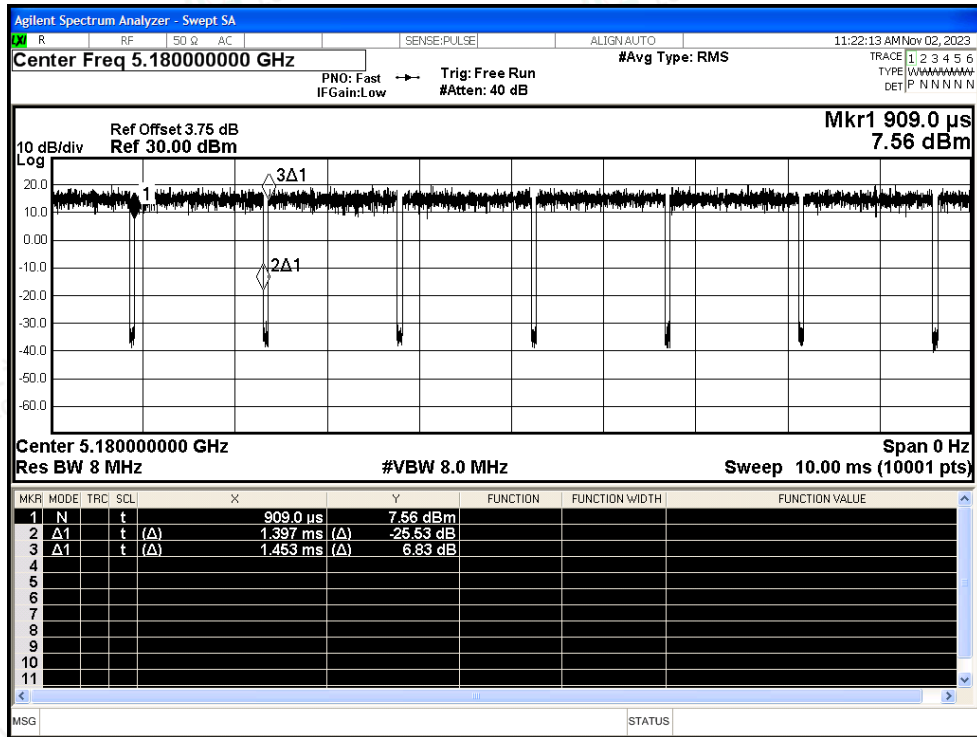 Agilent Spectrum Analyzer - Swept SA
LXI R RF 50 Ω AC SENSE:PULSE ALIGN AUTO 11:22:13 AM Nov 02, 2023
Center Freq 5.180000000 GHz #Avg Type: RMS TRACE 1 2 3 4 5 6
PNO: Fast Trig: Free Run TYPE WWWWWW
IFGain:Low #Atten: 40 dB DET P N N N N N
Mkr1 909.0 µs
Ref Offset 3.75 dB 7.56 dBm
10 dB/div Ref 30.00 dBm
Log
20.0
10.0
0.00
-10.0
-20.0
-30.0
-40.0
-50.0
-60.0
1
3Δ1
2Δ1
Center 5.180000000 GHz Span 0 Hz
Res BW 8 MHz #VBW 8.0 MHz Sweep 10.00 ms (10001 pts)
MKR MODE TRC SCL X Y FUNCTION FUNCTION WIDTH FUNCTION VALUE
1 N t 909.0 µs 7.56 dBm
2 Δ1 t (Δ) 1.397 ms (Δ) -25.53 dB
3 Δ1 t (Δ) 1.453 ms (Δ) 6.83 dB
4
5
6
7
8
9
10
11
MSG STATUS